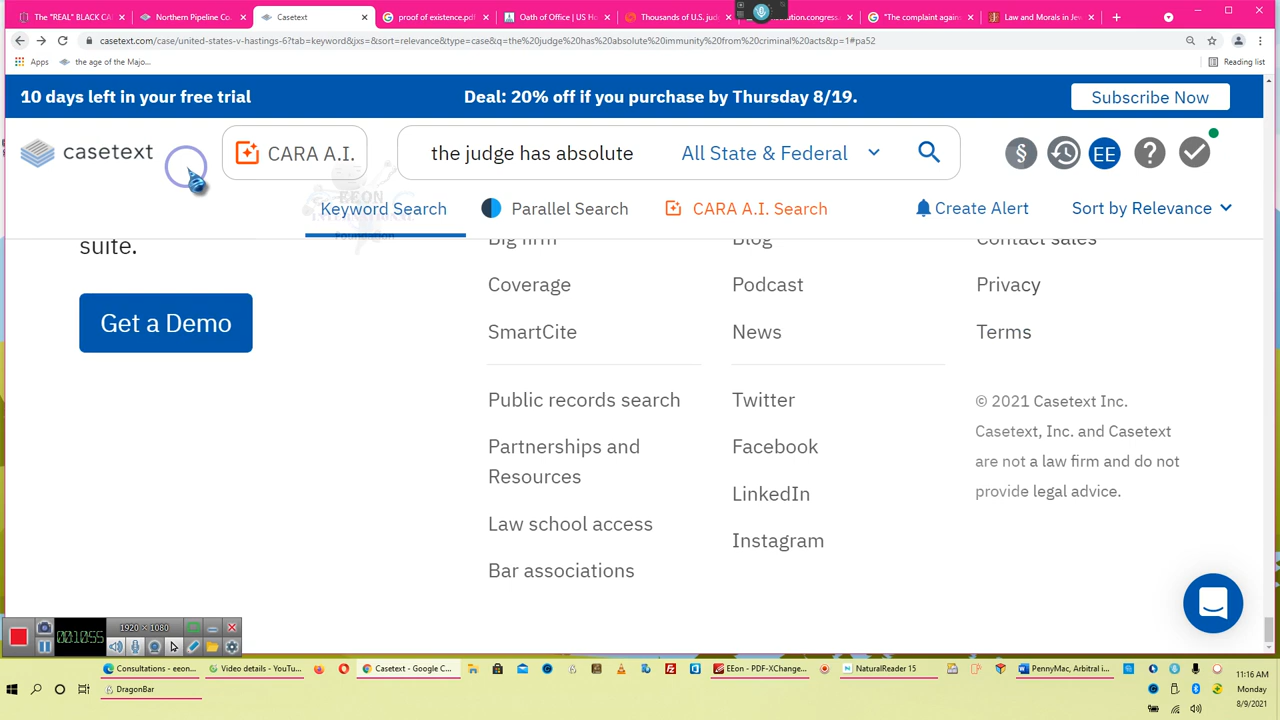 The "REAL" BLACK CA
Northern Pipeline Co.
Casetext
proof of existence.pdf
Oath of Office | US Ho
Thousands of U.S. jud
ution.congress.
"The complaint agains
Law and Morals in Jew
casetext.com/case/united-states-v-hastings-6?tab=keyword&jxs=&sort=relevance&type=case&q=the%20judge%20has%20absolute%20immunity%20from%20criminal%20acts&p=1#pa52
Apps
the age of the Majo...
Reading list
10 days left in your free trial
Deal: 20% off if you purchase by Thursday 8/19.
Subscribe Now
casetext
CARA A.I.
the judge has absolute
All State & Federal
§
EE
?
Keyword Search
Parallel Search
CARA A.I. Search
Create Alert
Sort by Relevance
suite.
Big firm
Blog
Contact sales
Coverage
Podcast
Privacy
Get a Demo
SmartCite
News
Terms
Public records search
Twitter
© 2021 Casetext Inc.
Casetext, Inc. and Casetext
are not a law firm and do not
provide legal advice.
Partnerships and
Resources
Facebook
LinkedIn
Law school access
Instagram
Bar associations
1920 × 1080
Consultations - eeon...
Video details - YouTu...
Casetext - Google C...
EEon - PDF-XChange...
NaturalReader 15
PennyMac, Arbitral i...
DragonBar
11:16 AM
Monday
8/9/2021